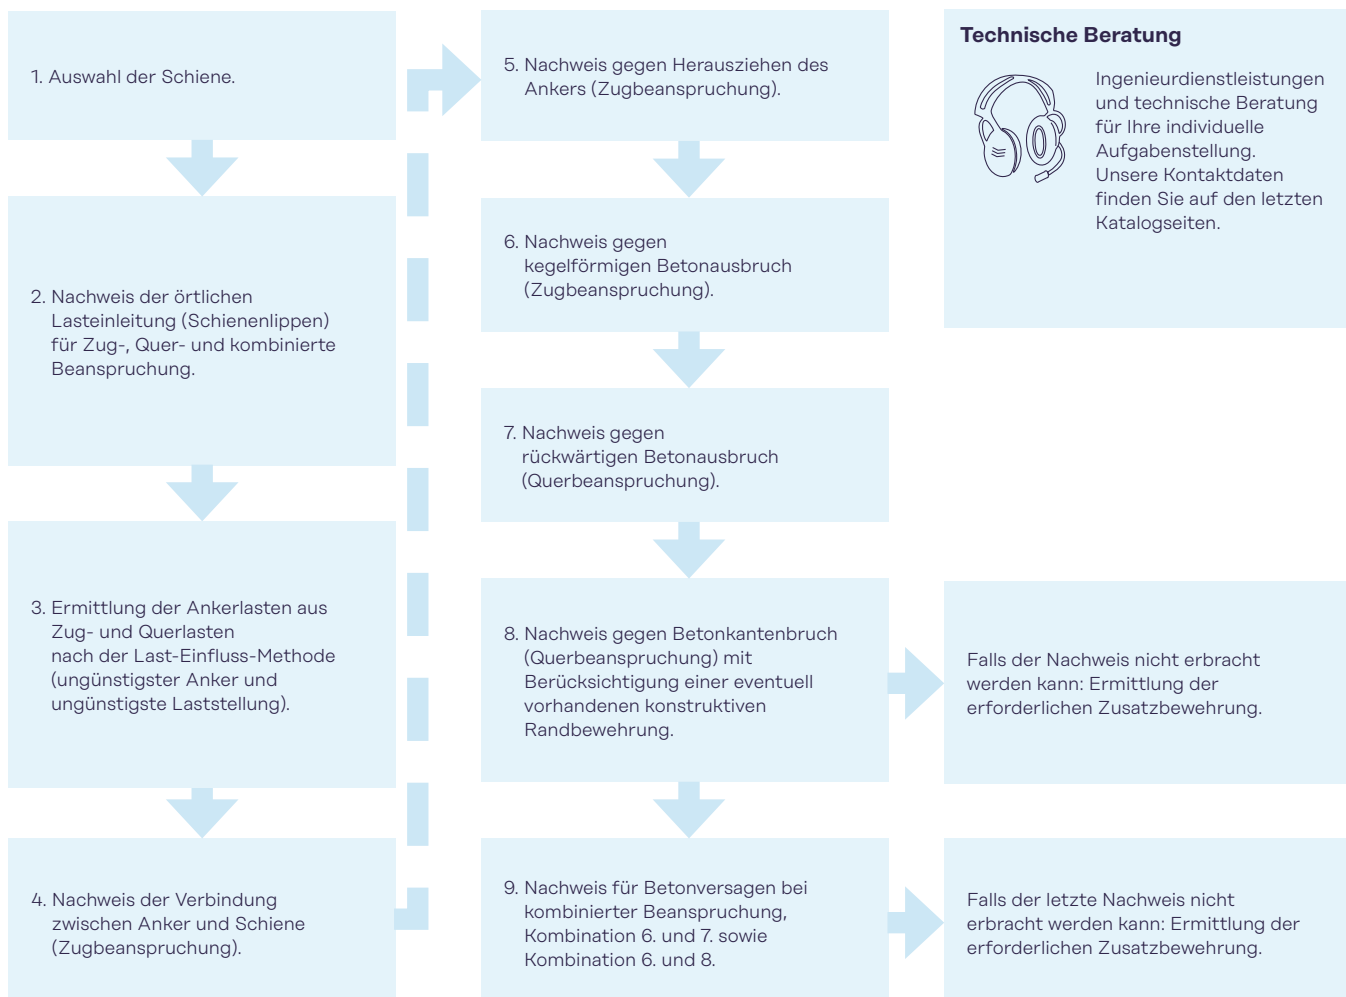 1. Auswahl der Schiene.
2. Nachweis der örtlichen
Lasteinleitung (Schienenlippen)
für Zug-, Quer- und kombinierte
Beanspruchung.
3. Ermittlung der Ankerlasten aus
Zug- und Querlasten
nach der Last-Einfluss-Methode
(ungünstigster Anker und
ungünstigste Laststellung).
4. Nachweis der Verbindung
zwischen Anker und Schiene
(Zugbeanspruchung).
5. Nachweis gegen Herausziehen des
Ankers (Zugbeanspruchung).
6. Nachweis gegen
kegelförmigen Betonausbruch
(Zugbeanspruchung).
7. Nachweis gegen
rückwärtigen Betonausbruch
(Querbeanspruchung).
8. Nachweis gegen Betonkantenbruch
(Querbeanspruchung) mit
Berücksichtigung einer eventuell
vorhandenen konstruktiven
Randbewehrung.
Falls der Nachweis nicht erbracht
werden kann: Ermittlung der
erforderlichen Zusatzbewehrung.
9. Nachweis für Betonversagen bei
kombinierter Beanspruchung,
Kombination 6. und 7. sowie
Kombination 6. und 8.
Falls der letzte Nachweis nicht
erbracht werden kann: Ermittlung der
erforderlichen Zusatzbewehrung.
Technische Beratung
Ingenieurdienstleistungen
und technische Beratung
für Ihre individuelle
Aufgabenstellung.
Unsere Kontaktdaten
finden Sie auf den letzten
Katalogseiten.